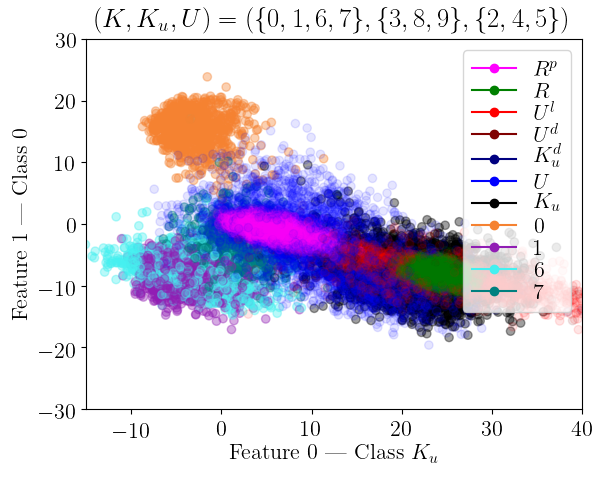 (K, K_u, U) = ({0, 1, 6, 7}, {3, 8, 9}, {2, 4, 5})
30
20
10
0
−10
−20
−30
Feature 1 — Class 0
R^p
R
U^l
U^d
K_u^d
U
K_u
0
1
6
7
−10 0 10 20 30 40
Feature 0 — Class K_u